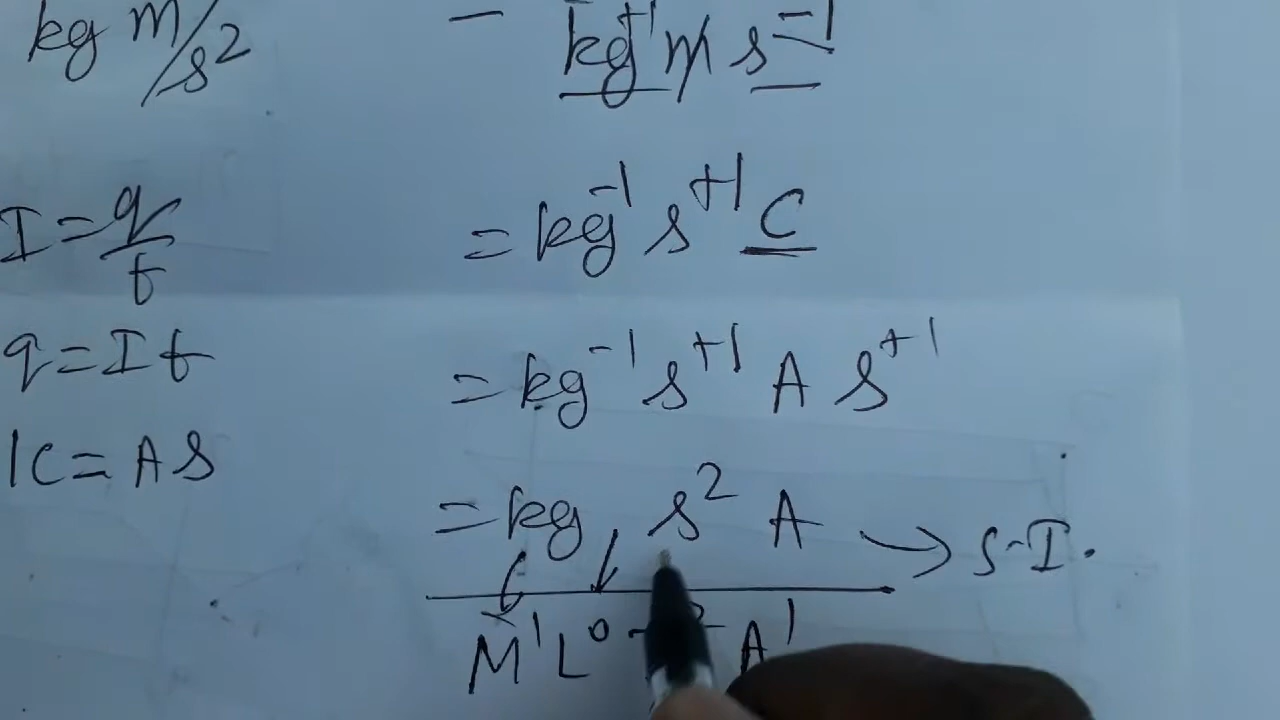 kg m/s²
— kg⁺¹ m s⁻¹
= kg⁻¹ s⁺¹ C
I = q/t
q = It
= kg⁻¹ s⁺¹ A s⁺¹
1C = A s
= kg s² A → S.I.
M¹ L⁰ A¹